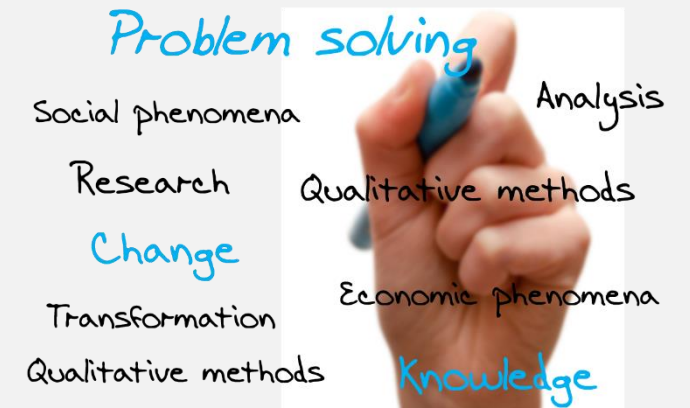 Problem solving
Analysis
Social phenomena
Research
Qualitative methods
Change
Economic phenomena
Transformation
Qualitative methods
Knowledge